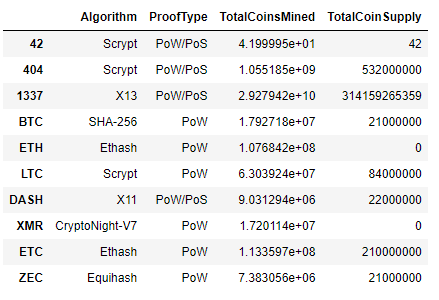 Algorithm ProofType TotalCoinsMined TotalCoinSupply
42 Scrypt PoW/PoS 4.199995e+01 42
404 Scrypt PoW/PoS 1.055185e+09 532000000
1337 X13 PoW/PoS 2.927942e+10 314159265359
BTC SHA-256 PoW 1.792718e+07 21000000
ETH Ethash PoW 1.076842e+08 0
LTC Scrypt PoW 6.303924e+07 84000000
DASH X11 PoW/PoS 9.031294e+06 22000000
XMR CryptoNight-V7 PoW 1.720114e+07 0
ETC Ethash PoW 1.133597e+08 210000000
ZEC Equihash PoW 7.383056e+06 21000000